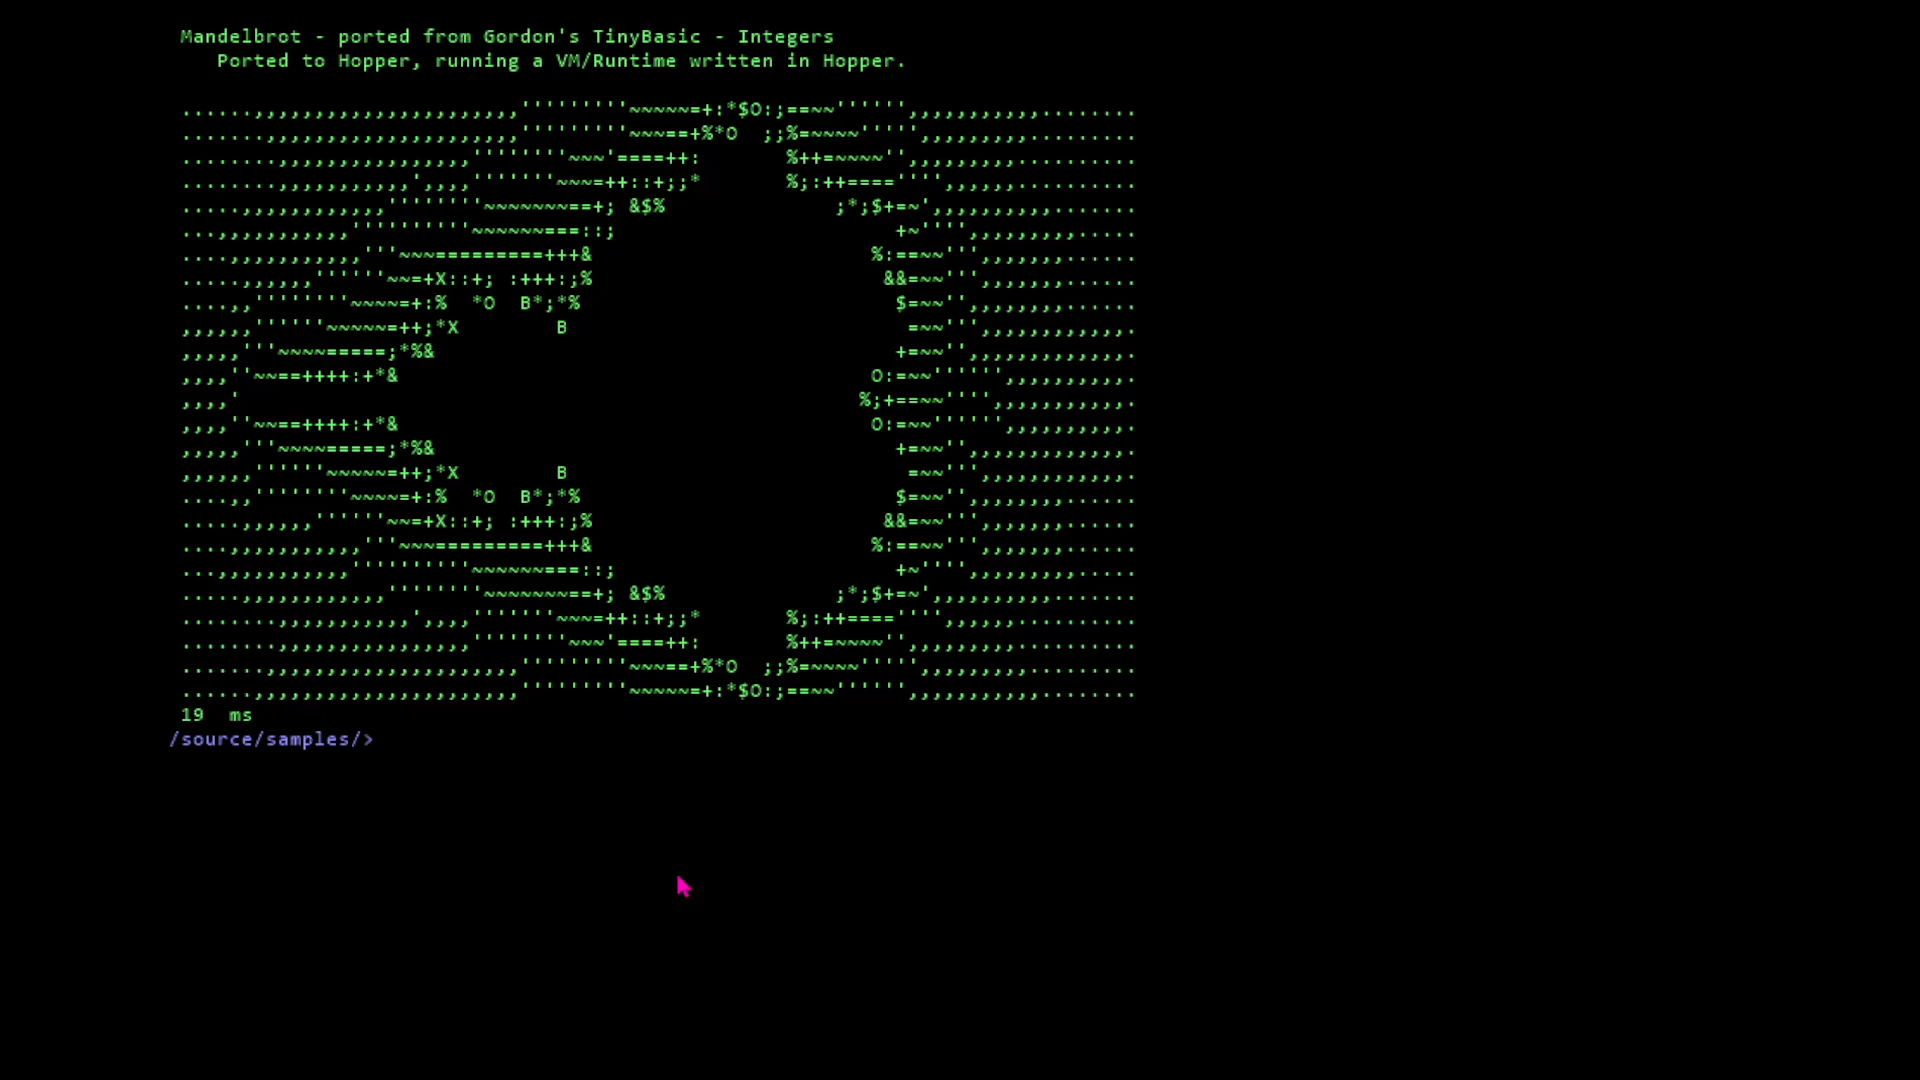 Mandelbrot - ported from Gordon's TinyBasic - Integers
Ported to Hopper, running a VM/Runtime written in Hopper.
......,,,,,,,,,,,,,,,,,,,,,,'''''''''~~~~~=+:*$O:;==~~'''''',,,,,,,,,,,........
.......,,,,,,,,,,,,,,,,,,,,,'''''''''~~~==+%*O  ;;%=~~~~''''',,,,,,,,,,........
........,,,,,,,,,,,,,,,,''''''''~~~'====++:       %++=~~~~'',,,,,,,,,..........
........,,,,,,,,,,,',,,,'''''''~~~=++::+;;*       %;:++===='''',,,,,,..........
.....,,,,,,,,,,,,''''''''~~~~~~~==+; &$%              ;*;$+=~',,,,,,,,,,.......
...,,,,,,,,,,,''''''''''~~~~~~===::;                       +~'''',,,,,,,,,.....
....,,,,,,,,,,,'''~~~=========+++&                       %:==~~''',,,,,,,......
.....,,,,,,''''''~~=+X::+; :+++:;%                        &&=~~''',,,,,,,......
....,,''''''''~~~~=+:%  *O  B*;*%                          $=~~'',,,,,,,,......
,,,,,,''''''~~~~~=++;*X        B                            =~~''',,,,,,,,,,,,.
,,,,,'''~~~~=====;*%&                                      +=~~'',,,,,,,,,,,,,.
,,,,''~~==++++:+*&                                       O:=~~'''''',,,,,,,,,,.
,,,,'                                                   %;+==~~'''',,,,,,,,,,,.
,,,,''~~==++++:+*&                                       O:=~~'''''',,,,,,,,,,.
,,,,,'''~~~~=====;*%&                                      +=~~'',,,,,,,,,,,,,.
,,,,,,''''''~~~~~=++;*X        B                            =~~''',,,,,,,,,,,,.
....,,''''''''~~~~=+:%  *O  B*;*%                          $=~~'',,,,,,,,......
.....,,,,,,''''''~~=+X::+; :+++:;%                        &&=~~''',,,,,,,......
....,,,,,,,,,,,'''~~~=========+++&                       %:==~~''',,,,,,,......
...,,,,,,,,,,,''''''''''~~~~~~===::;                       +~'''',,,,,,,,,.....
.....,,,,,,,,,,,,''''''''~~~~~~~==+; &$%              ;*;$+=~',,,,,,,,,,.......
........,,,,,,,,,,,',,,,'''''''~~~=++::+;;*       %;:++===='''',,,,,,..........
........,,,,,,,,,,,,,,,,''''''''~~~'====++:       %++=~~~~'',,,,,,,,,..........
.......,,,,,,,,,,,,,,,,,,,,,'''''''''~~~==+%*O  ;;%=~~~~''''',,,,,,,,,,........
......,,,,,,,,,,,,,,,,,,,,,,'''''''''~~~~~=+:*$O:;==~~'''''',,,,,,,,,,,........
19  ms
/source/samples/>